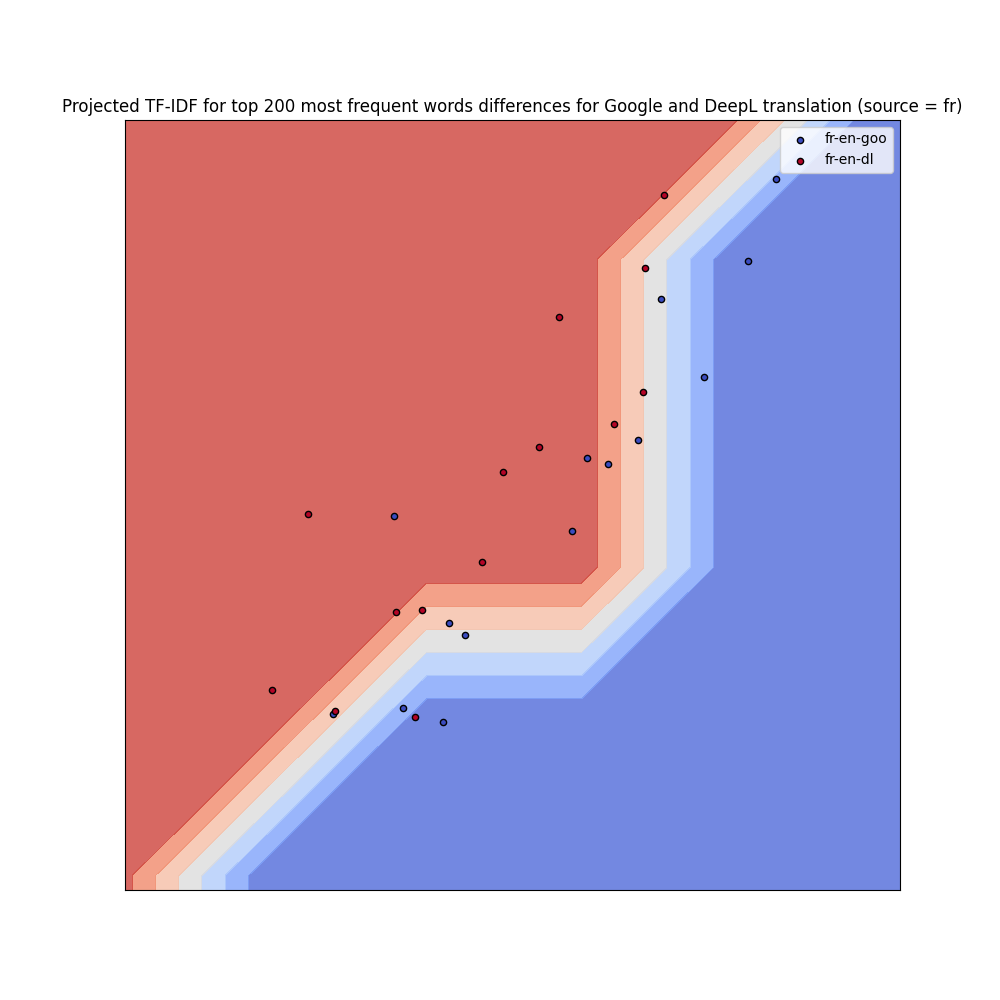 Projected TF-IDF for top 200 most frequent words differences for Google and DeepL translation (source = fr)
fr-en-goo
fr-en-dl